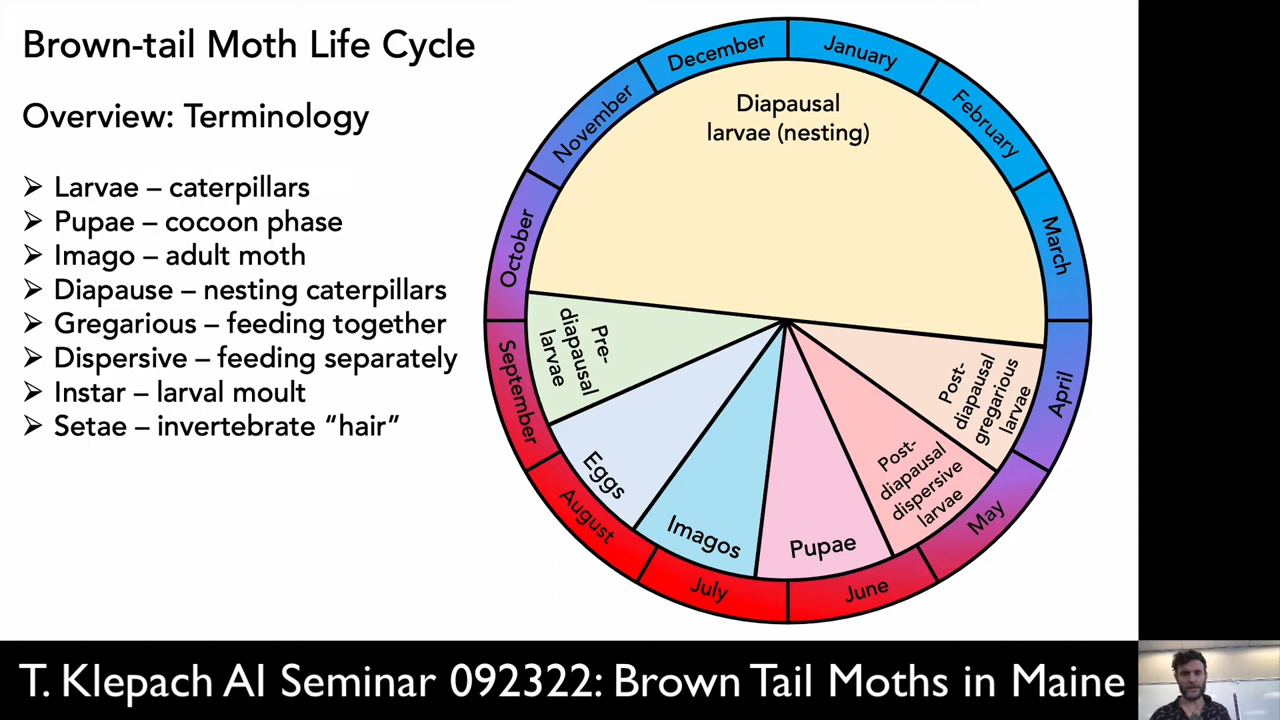 Brown-tail Moth Life Cycle
Overview: Terminology
➢ Larvae – caterpillars
➢ Pupae – cocoon phase
➢ Imago – adult moth
➢ Diapause – nesting caterpillars
➢ Gregarious – feeding together
➢ Dispersive – feeding separately
➢ Instar – larval moult
➢ Setae – invertebrate “hair”
January
February
March
April
May
June
July
August
September
October
November
December
Diapausal
larvae (nesting)
Post-
diapausal
gregarious
larvae
Post-
diapausal
dispersive
larvae
Pupae
Imagos
Eggs
Pre-
diapausal
larvae
T. Klepach AI Seminar 092322: Brown Tail Moths in Maine